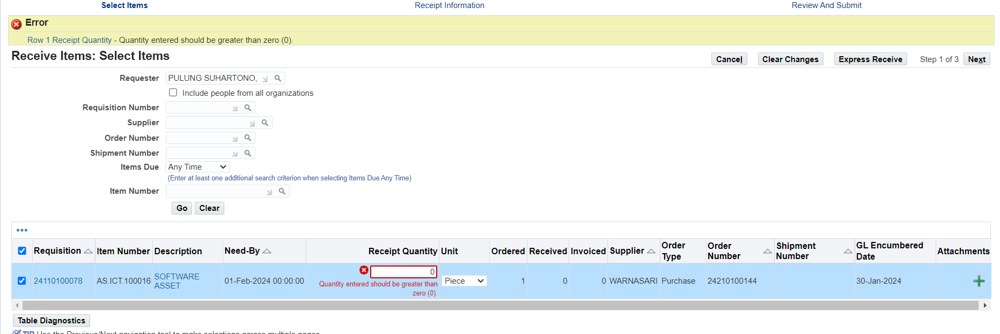 Select Items
Receipt Information
Review And Submit
Error
Row 1 Receipt Quantity - Quantity entered should be greater than zero (0).
Receive Items: Select Items
Cancel
Clear Changes
Express Receive
Step 1 of 3
Next
Requester PULUNG SUHARTONO,
Include people from all organizations
Requisition Number
Supplier
Order Number
Shipment Number
Items Due Any Time
(Enter at least one additional search criterion when selecting Items Due Any Time)
Item Number
Go Clear
Requisition Item Number Description Need-By Receipt Quantity Unit Ordered Received Invoiced Supplier Order Type Order Number Shipment Number GL Encumbered Date Attachments
24110100078 AS.ICT.100016 SOFTWARE ASSET 01-Feb-2024 00:00:00 0 Piece 1 0 0 WARNASARI Purchase 24210100144 30-Jan-2024
Quantity entered should be greater than
zero (0).
Table Diagnostics
TIP Use the Previous/Next navigation tool to make selections across multiple pages.